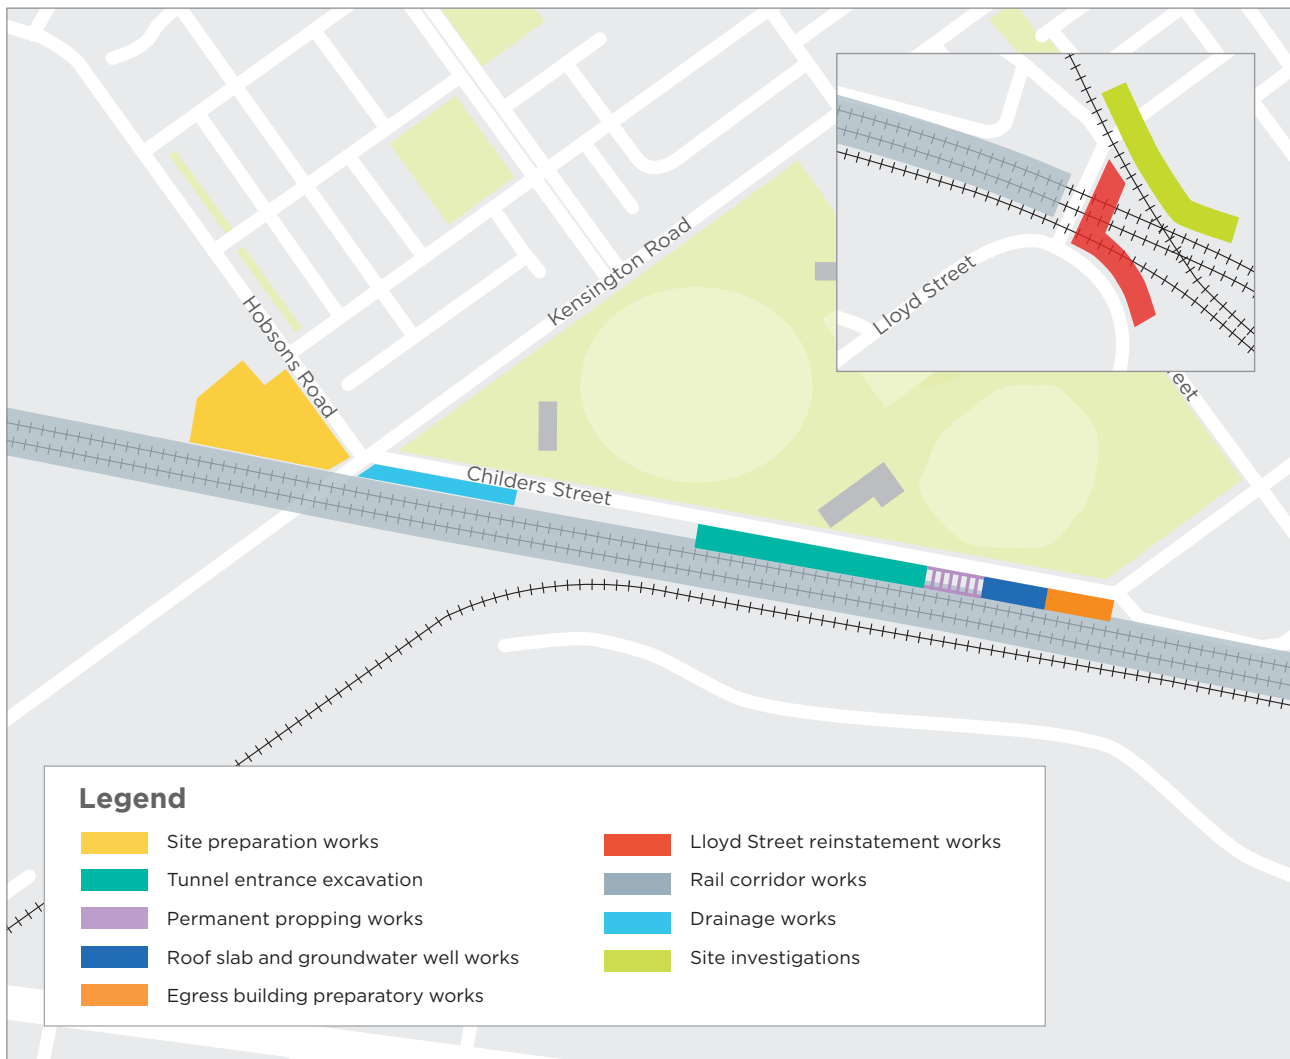 Kensington Road
Lloyd Street
Hobsons Road
eet
Childers Street
Legend
Site preparation works
Tunnel entrance excavation
Permanent propping works
Roof slab and groundwater well works
Egress building preparatory works
Lloyd Street reinstatement works
Rail corridor works
Drainage works
Site investigations